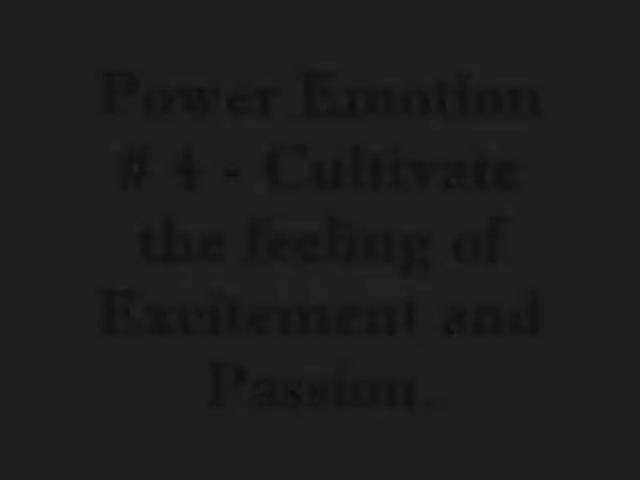 Power Emotion
# 4 - Cultivate
the feeling of
Excitement and
Passion.